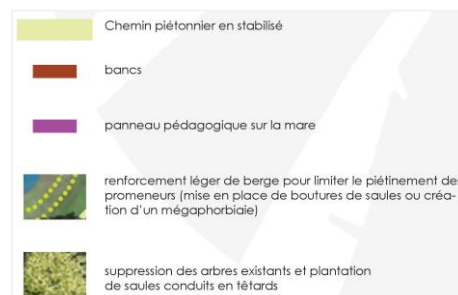 Chemin piétonnier en stabilisé
bancs
panneau pédagogique sur la mare
renforcement léger de berge pour limiter le piétinement des
promeneurs (mise en place de boutures de saules ou créa-
tion d'un mégaphorbiaie)
suppression des arbres existants et plantation
de saules conduits en têtards